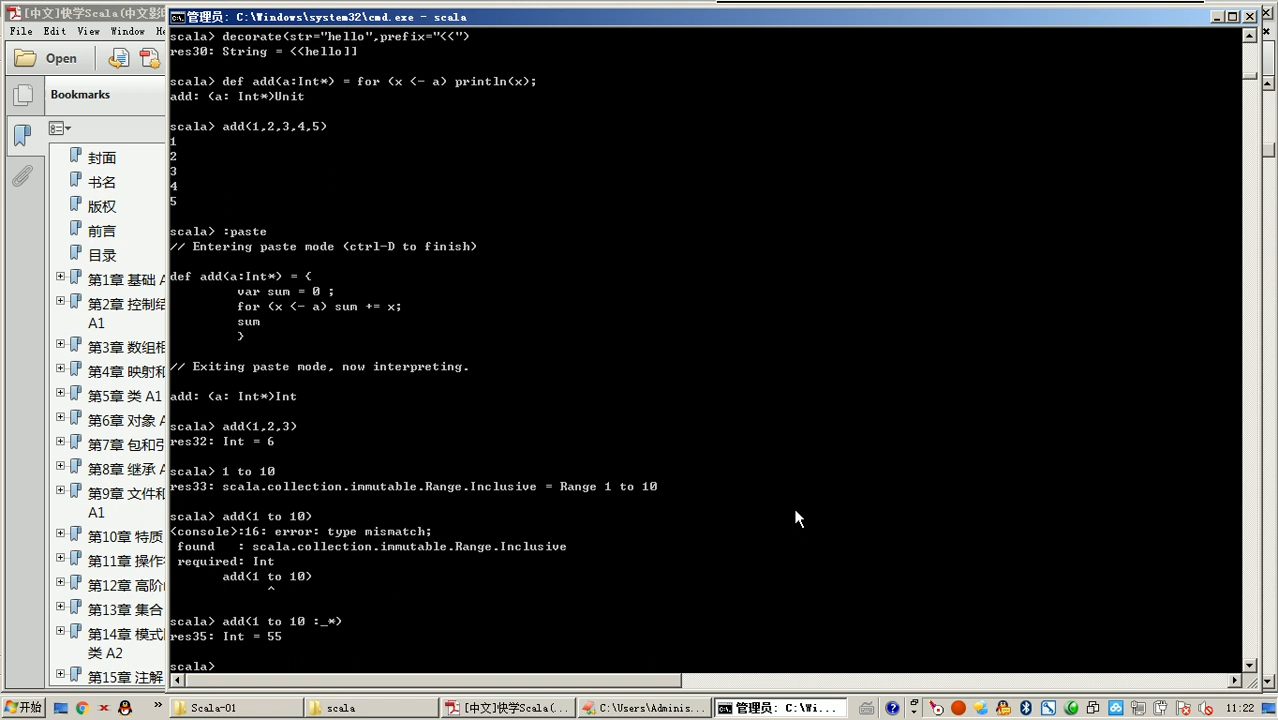 [中文]快学Scala(中文影
管理员: C:\Windows\system32\cmd.exe - scala
File Edit View Window He
Open
Bookmarks
封面
书名
版权
前言
目录
第1章 基础 A
第2章 控制结
A1
第3章 数组相
第4章 映射和
第5章 类 A1
第6章 对象 A
第7章 包和引
第8章 继承 A
第9章 文件和
A1
第10章 特质
第11章 操作符
第12章 高阶
第13章 集合
第14章 模式
类 A2
第15章 注解
scala> decorate(str="hello",prefix="<<")
res30: String = <<hello]]
scala> def add(a:Int*) = for (x <- a) println(x);
add: (a: Int*)Unit
scala> add(1,2,3,4,5)
1
2
3
4
5
scala> :paste
// Entering paste mode (ctrl-D to finish)
def add(a:Int*) = {
var sum = 0 ;
for (x <- a) sum += x;
sum
}
// Exiting paste mode, now interpreting.
add: (a: Int*)Int
scala> add(1,2,3)
res32: Int = 6
scala> 1 to 10
res33: scala.collection.immutable.Range.Inclusive = Range 1 to 10
scala> add(1 to 10)
<console>:16: error: type mismatch;
found   : scala.collection.immutable.Range.Inclusive
required: Int
add(1 to 10)
^
scala> add(1 to 10 :_*)
res35: Int = 55
scala>
开始 » Scala-01 scala [中文]快学Scala(... C:\Users\Adminis... 管理员: C:\Wi... 11:22